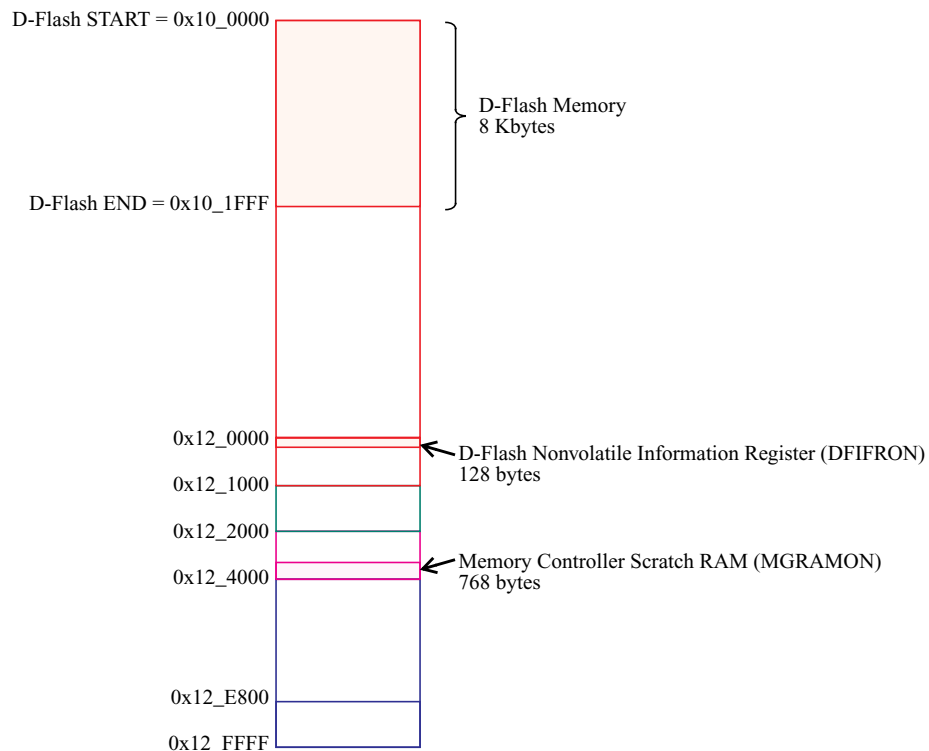 D-Flash START = 0x10_0000
D-Flash Memory
8 Kbytes
D-Flash END = 0x10_1FFF
0x12_0000
D-Flash Nonvolatile Information Register (DFIFRON)
128 bytes
0x12_1000
0x12_2000
Memory Controller Scratch RAM (MGRAMON)
768 bytes
0x12_4000
0x12_E800
0x12_FFFF